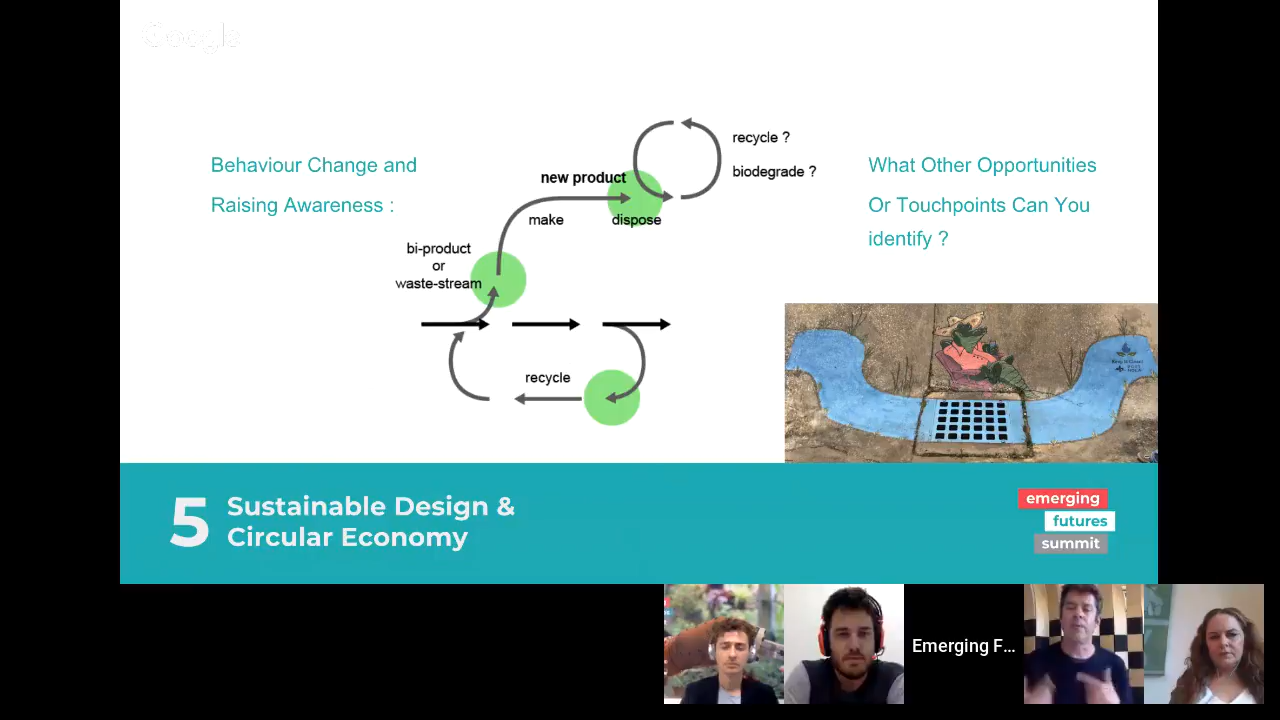 Google
Behaviour Change and
Raising Awareness :
recycle ?
biodegrade ?
new product
make
dispose
bi-product
or
waste-stream
recycle
What Other Opportunities
Or Touchpoints Can You
identify ?
5
Sustainable Design &
Circular Economy
emerging
futures
summit
Emerging F...